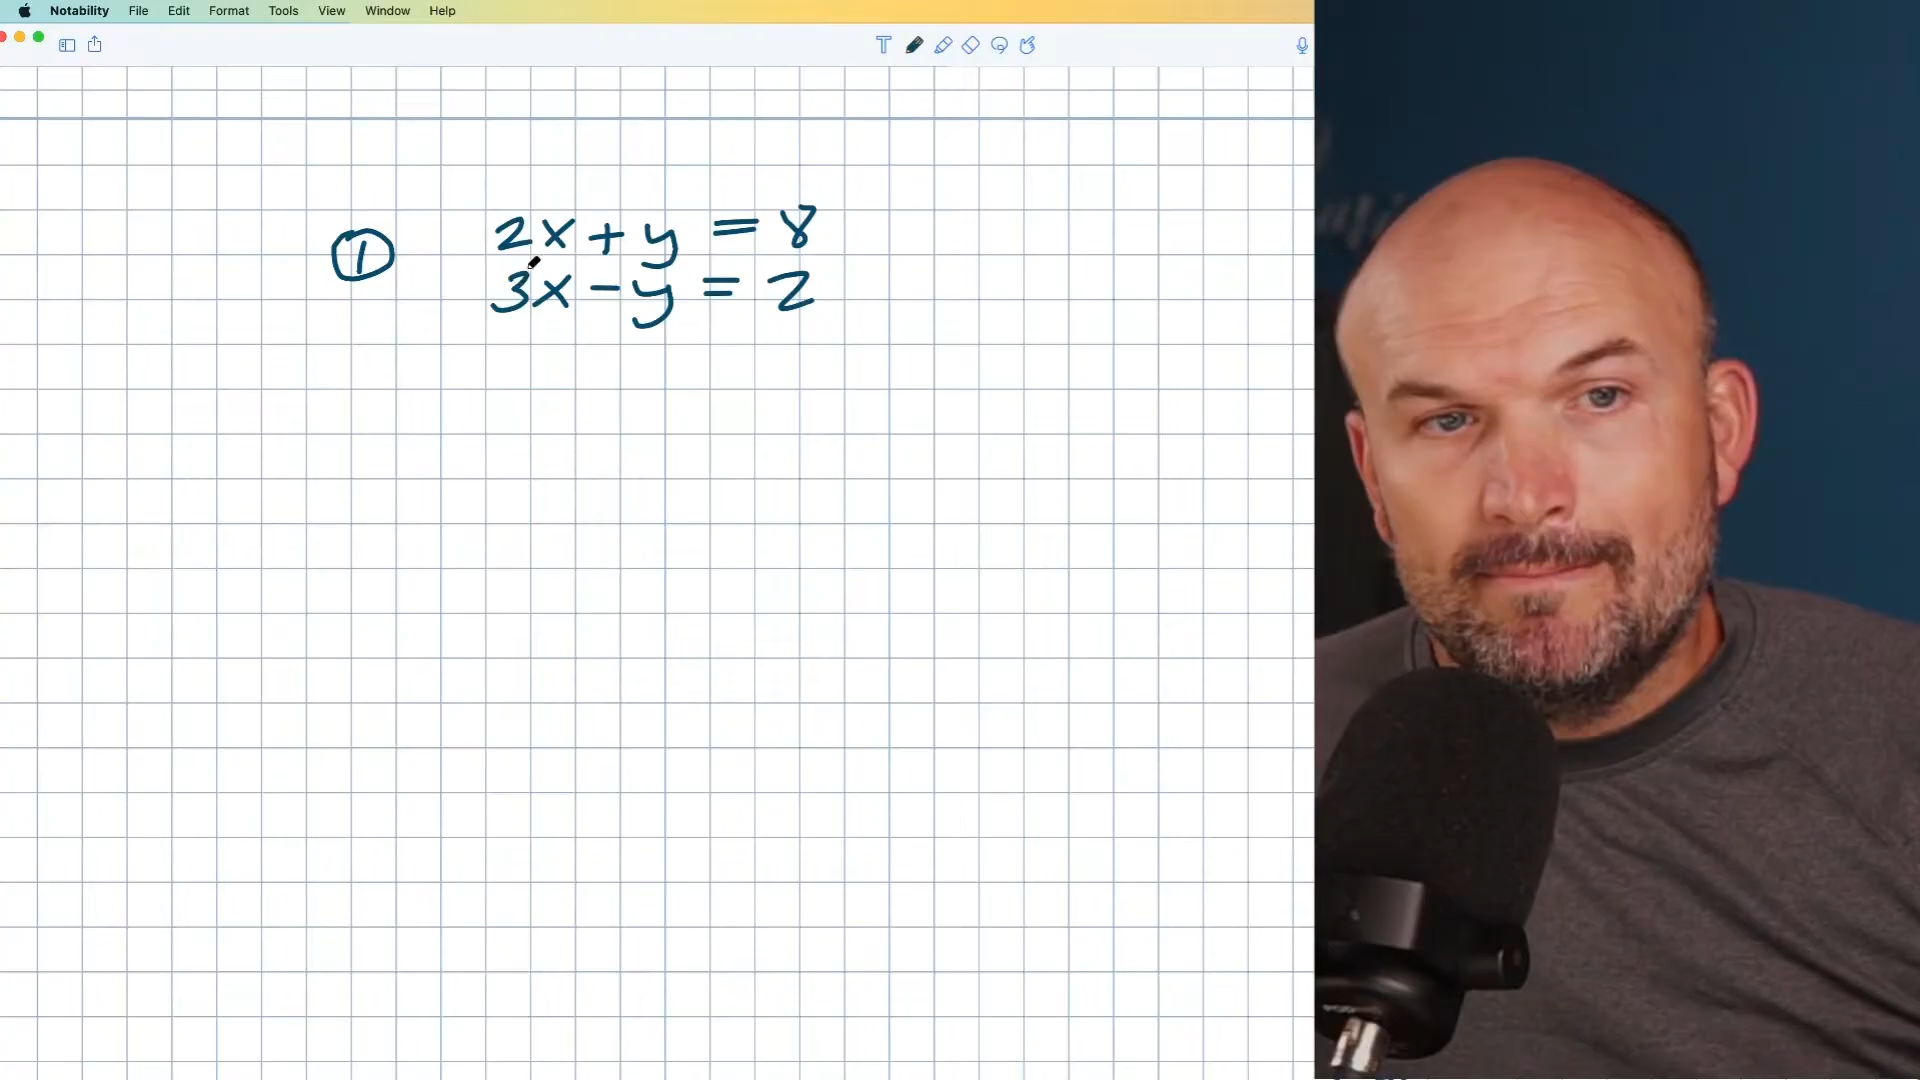 Notability File Edit Format Tools View Window Help
T
① 2x + y = 8
3x - y = 2